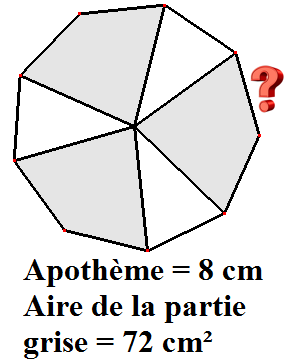 ?
Apothème = 8 cm
Aire de la partie
grise = 72 cm²